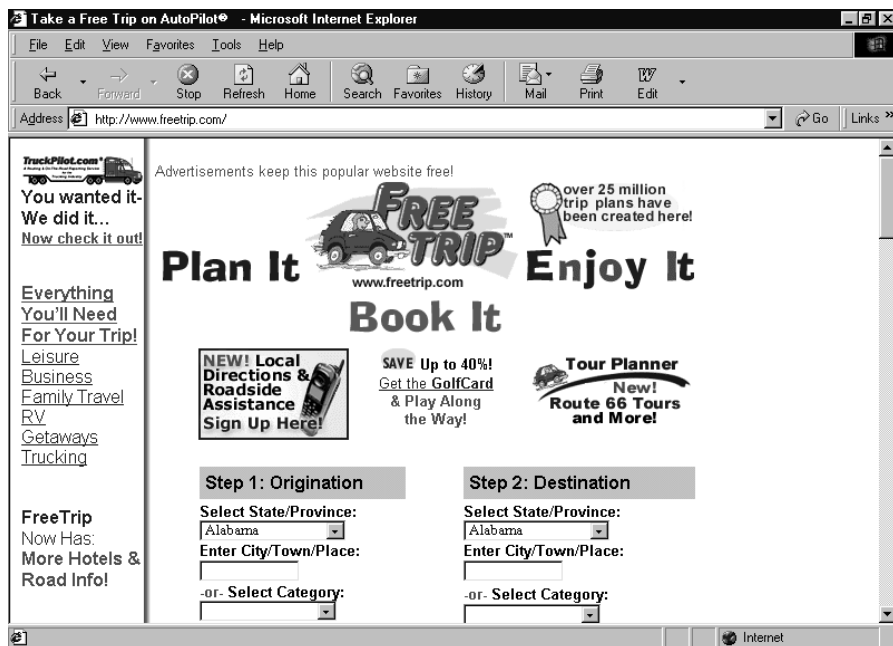 Take a Free Trip on AutoPilot® - Microsoft Internet Explorer
File Edit View Favorites Tools Help
Back Forward Stop Refresh Home Search Favorites History Mail Print Edit
Address http://www.freetrip.com/ Go Links »
TruckPilot.com
You wanted it-
We did it...
Now check it out!
Everything
You'll Need
For Your Trip!
Leisure
Business
Family Travel
RV
Getaways
Trucking
FreeTrip
Now Has:
More Hotels &
Road Info!
Advertisements keep this popular website free!
FREE
TRIP™
www.freetrip.com
over 25 million
trip plans have
been created here!
Plan It
Enjoy It
Book It
NEW! Local
Directions &
Roadside
Assistance
Sign Up Here!
SAVE Up to 40%!
Get the GolfCard
& Play Along
the Way!
Tour Planner
New!
Route 66 Tours
and More!
Step 1: Origination
Select State/Province:
Alabama
Enter City/Town/Place:
-or- Select Category:
Step 2: Destination
Select State/Province:
Alabama
Enter City/Town/Place:
-or- Select Category:
Internet